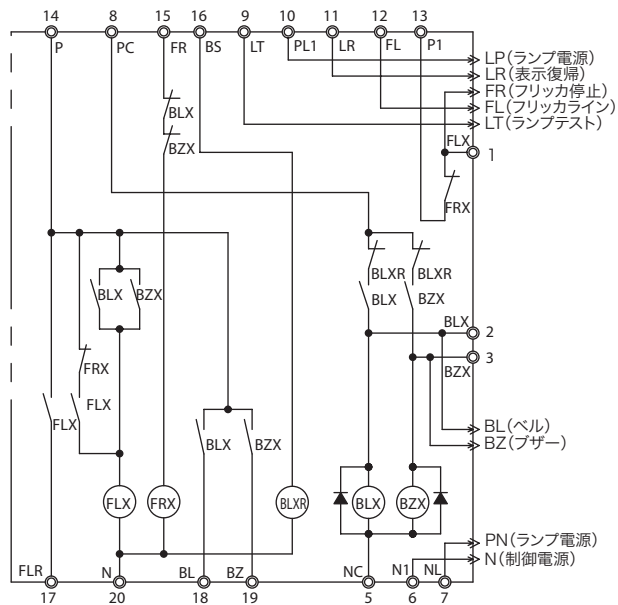 14 8 15 16 9 10 11 12 13
P PC FR BS LT PL1 LR FL P1
LP(ランプ電源)
LR(表示復帰)
FR(フリッカ停止)
FL(フリッカライン)
LT(ランプテスト)
BLX
BZX
FLX
1
FRX
BLXR BLXR
BLX BZX BLX BZX
BLX
2
3
BZX
FRX
FLX
FLX
BLX BZX
BL(ベル)
BZ(ブザー)
FLX FRX BLXR BLX BZX
PN(ランプ電源)
N(制御電源)
FLR N BL BZ NC N1 NL
17 20 18 19 5 6 7